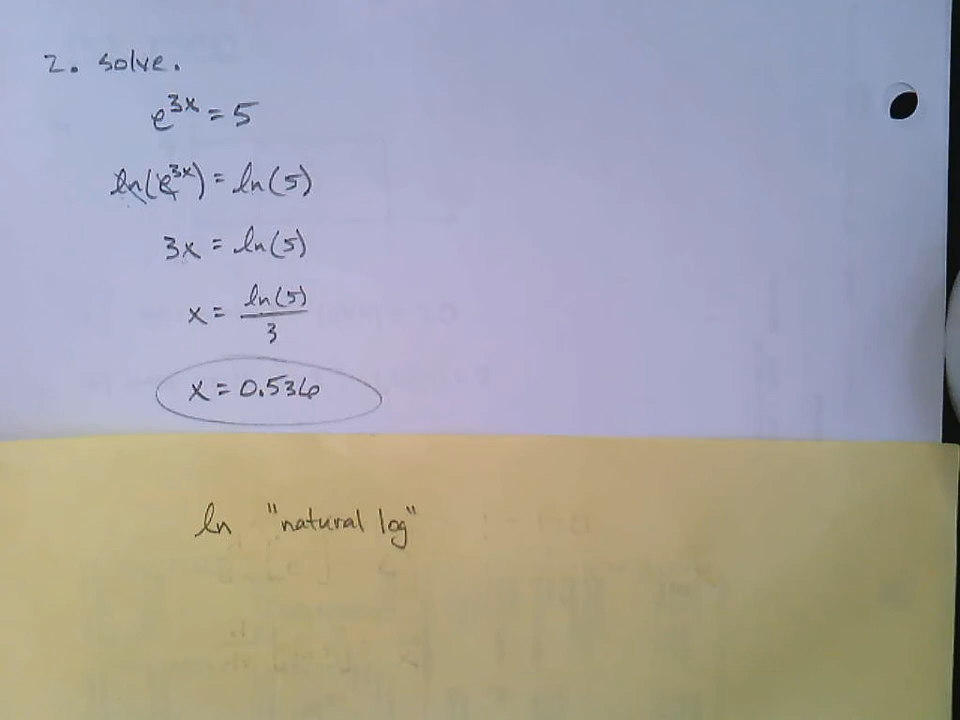 2. solve.
e^{3x} = 5
ln(e^{3x}) = ln(5)
3x = ln(5)
x = ln(5)/3
x = 0.536
ln "natural log"